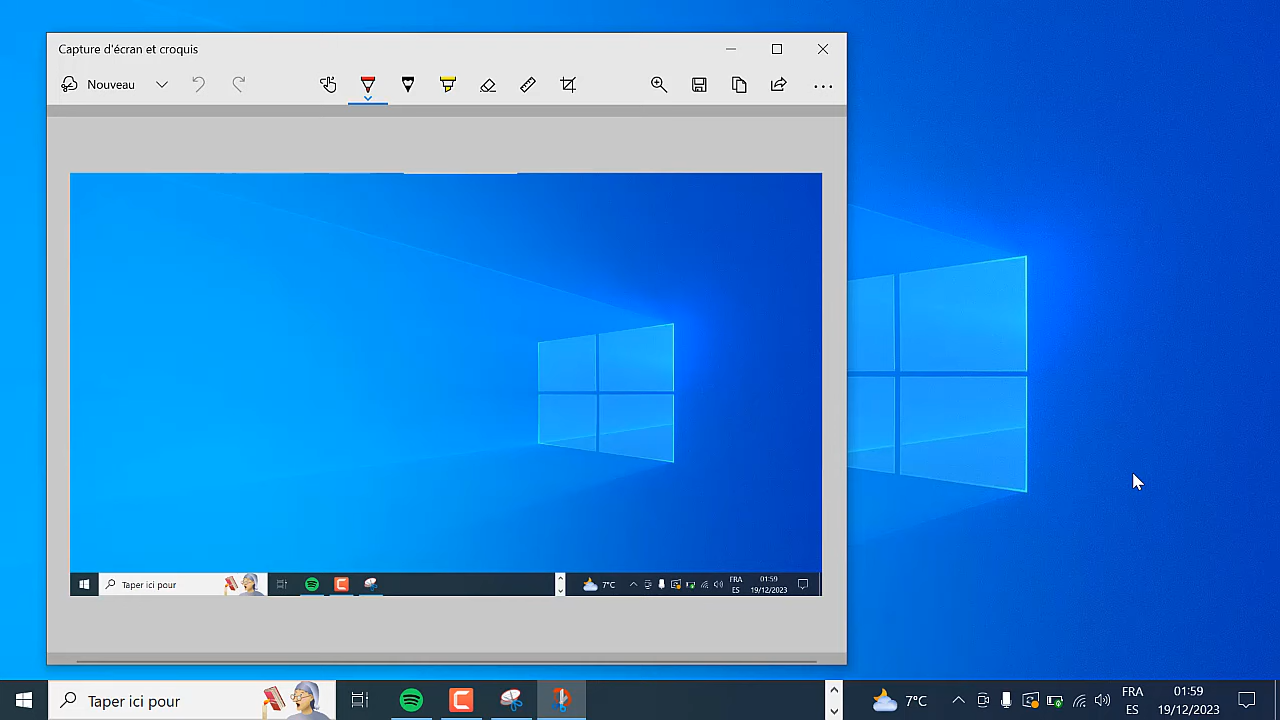 Capture d'écran et croquis
Nouveau
Taper ici pour
7°C
FRA
ES
01:59
19/12/2023
Taper ici pour
7°C
FRA
ES
01:59
19/12/2023